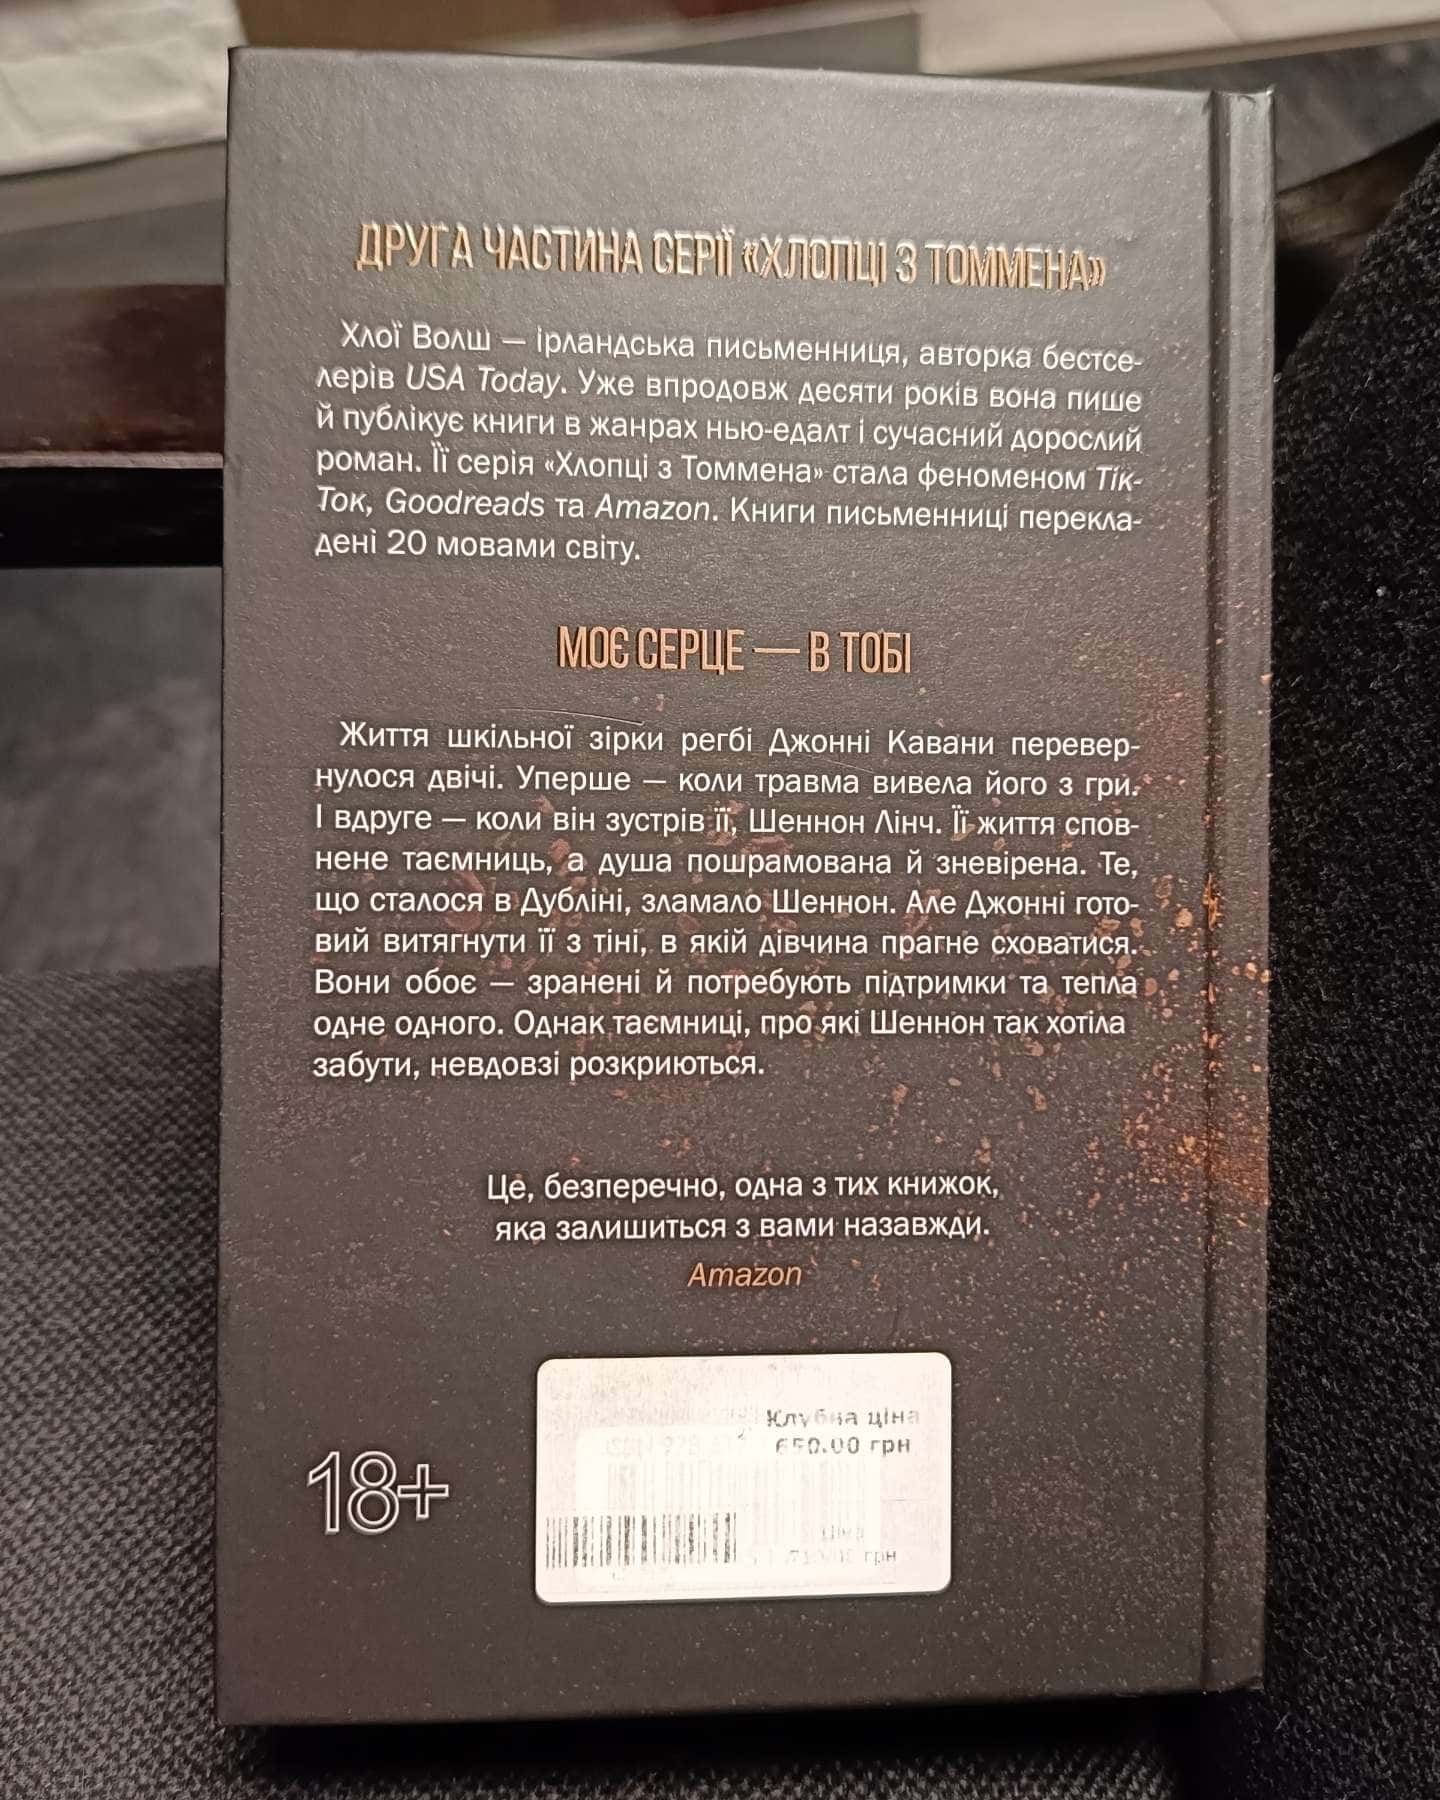 ДРУГА ЧАСТИНА СЕРІЇ «ХЛОПЦІ З ТОММЕНА»
Хлої Волш — ірландська письменниця, авторка бестсе-
лерів USA Today. Уже впродовж десяти років вона пише
й публікує книги в жанрах нью-едалт і сучасний дорослий
роман. Її серія «Хлопці з Томмена» стала феноменом Тік-
Ток, Goodreads та Amazon. Книги письменниці перекла-
дені 20 мовами світу.
МОЄ СЕРЦЕ — В ТОБІ
Життя шкільної зірки регбі Джонні Кавани перевер-
нулося двічі. Уперше — коли травма вивела його з гри.
І вдруге — коли він зустрів її, Шеннон Лінч. Її життя спов-
нене таємниць, а душа пошрамована й зневірена. Те,
що сталося в Дубліні, зламало Шеннон. Але Джонні гото-
вий витягнути її з тіні, в якій дівчина прагне сховатися.
Вони обоє — зранені й потребують підтримки та тепла
одне одного. Однак таємниці, про які Шеннон так хотіла
забути, невдовзі розкриються.
Це, безперечно, одна з тих книжок,
яка залишиться з вами назавжди.
Amazon
Клубна ціна
650.00 грн
ISBN 978
Ціна
грн
18+